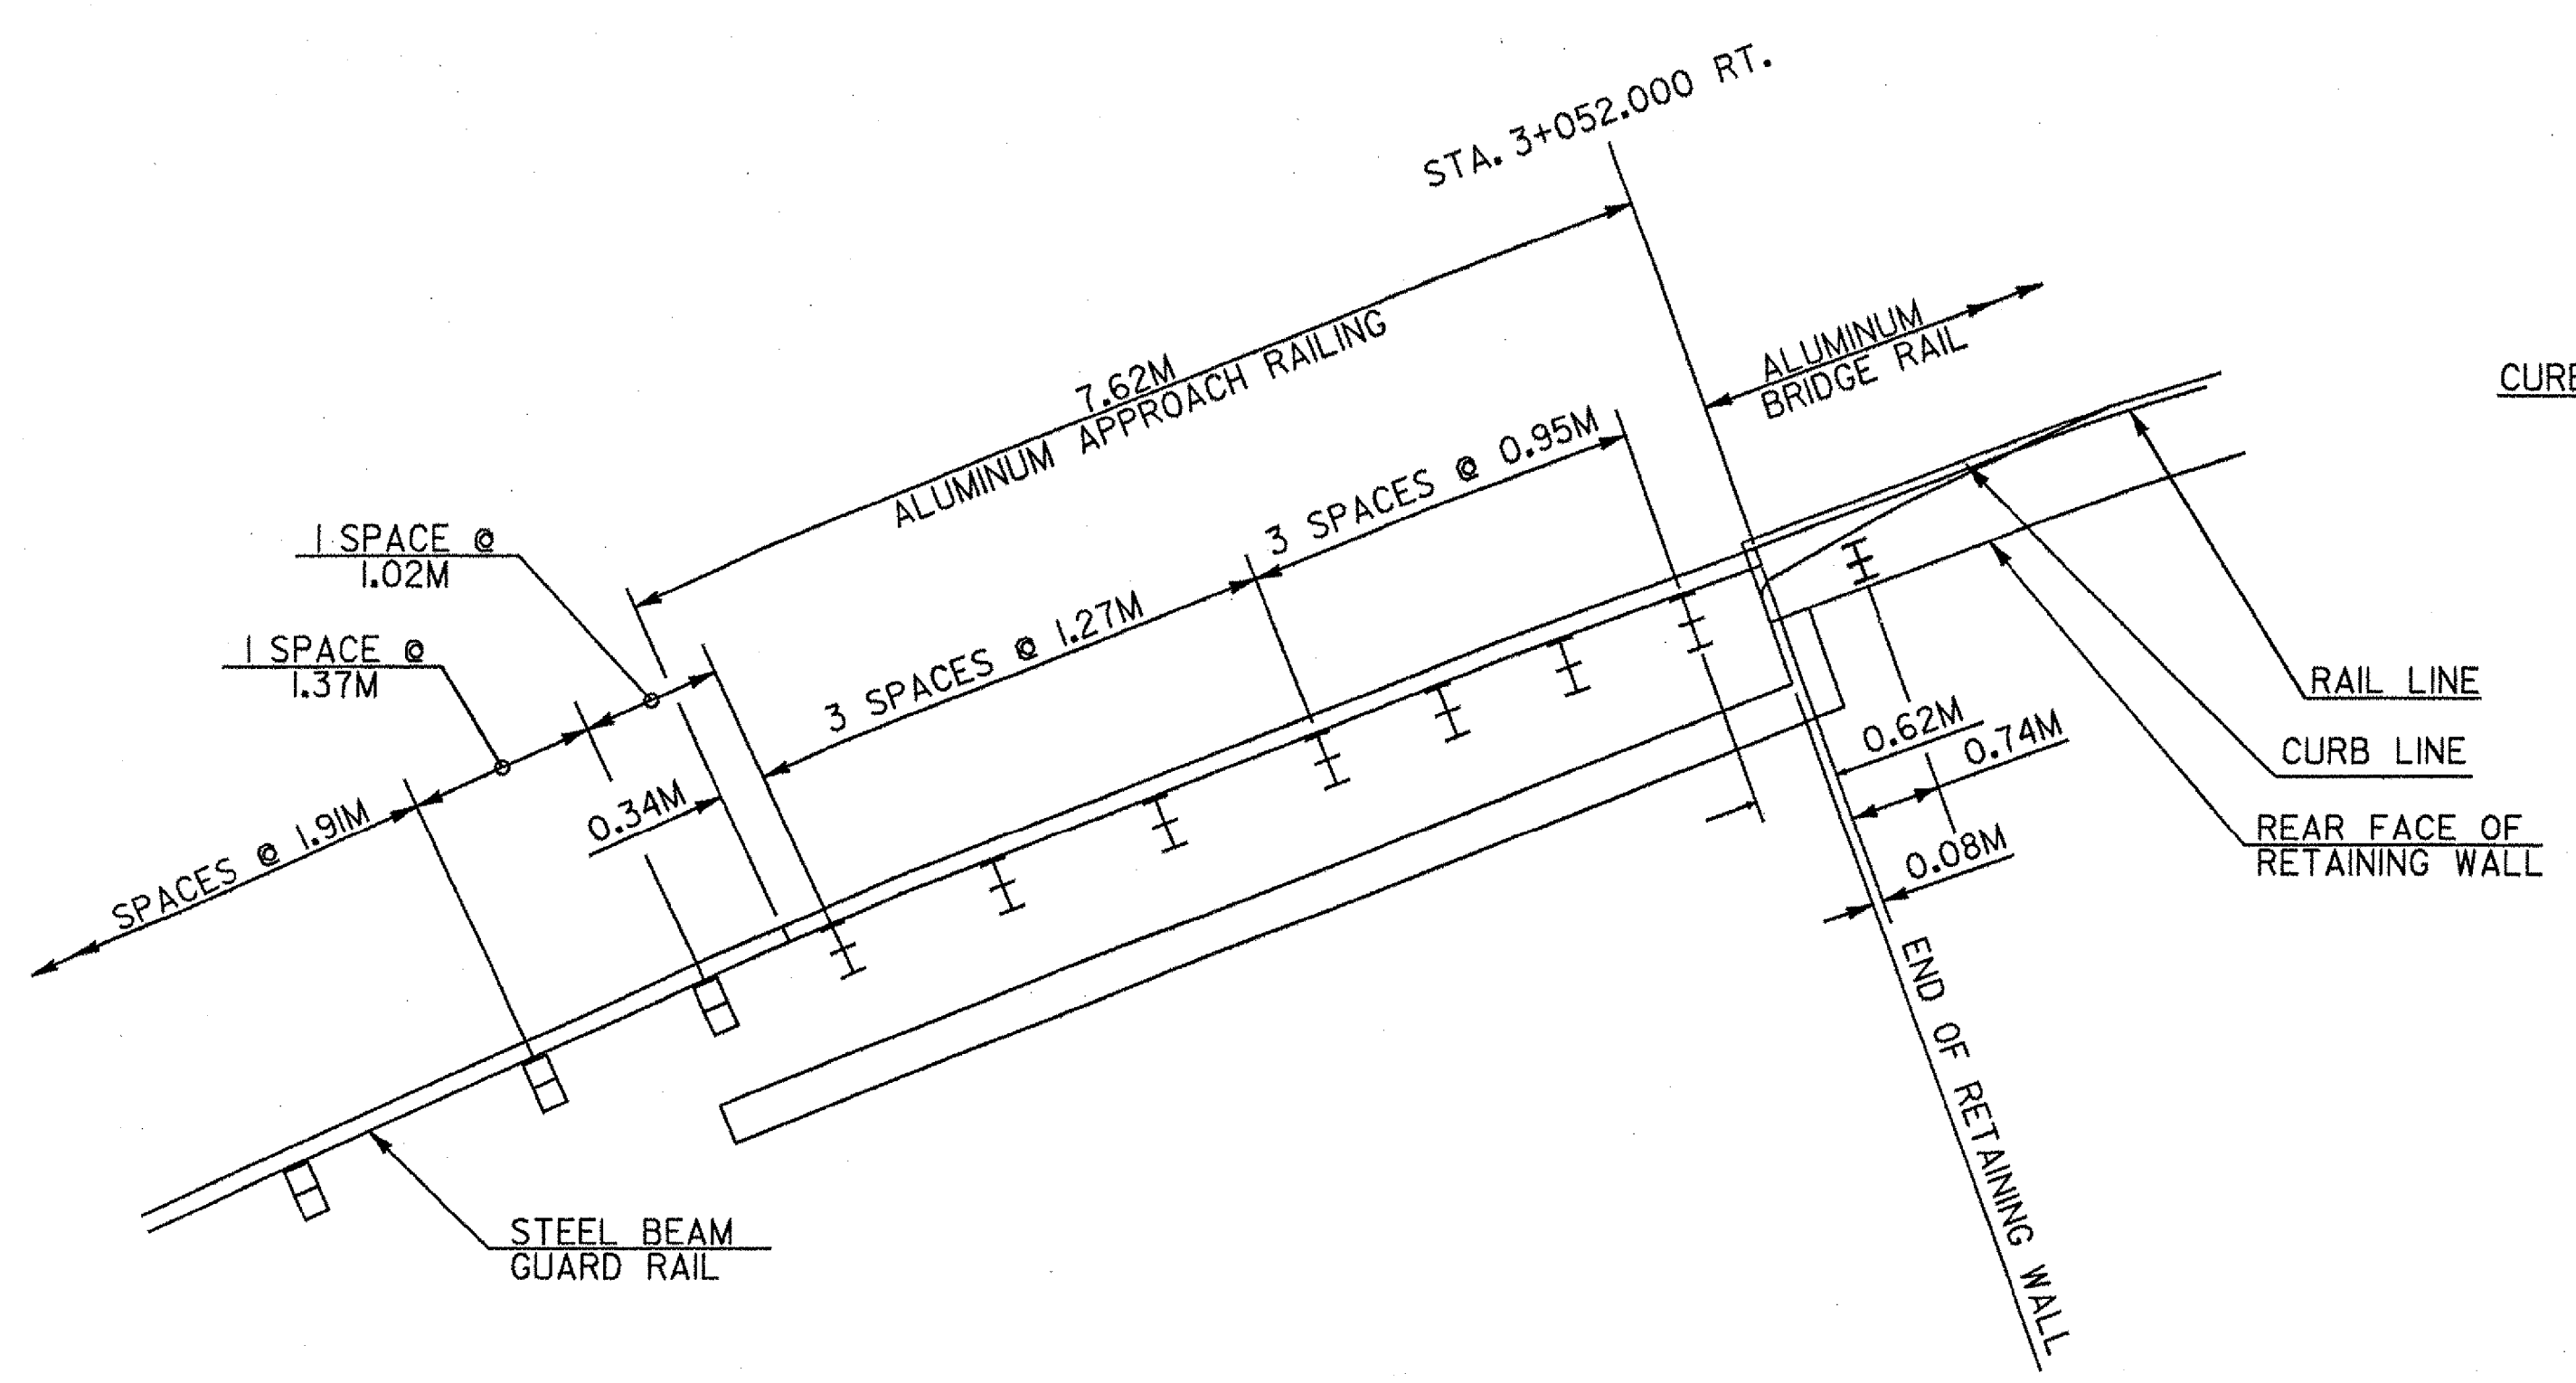 STA. 3+052.000 RT.
7.62M
ALUMINUM APPROACH RAILING
ALUMINUM
BRIDGE RAIL
CURB
3 SPACES @ 0.95M
1 SPACE @
1.02M
3 SPACES @ 1.27M
1 SPACE @
1.37M
RAIL LINE
0.62M
0.74M
CURB LINE
0.34M
SPACES @ 1.91M
0.08M
REAR FACE OF
RETAINING WALL
END OF RETAINING WALL
STEEL BEAM
GUARD RAIL